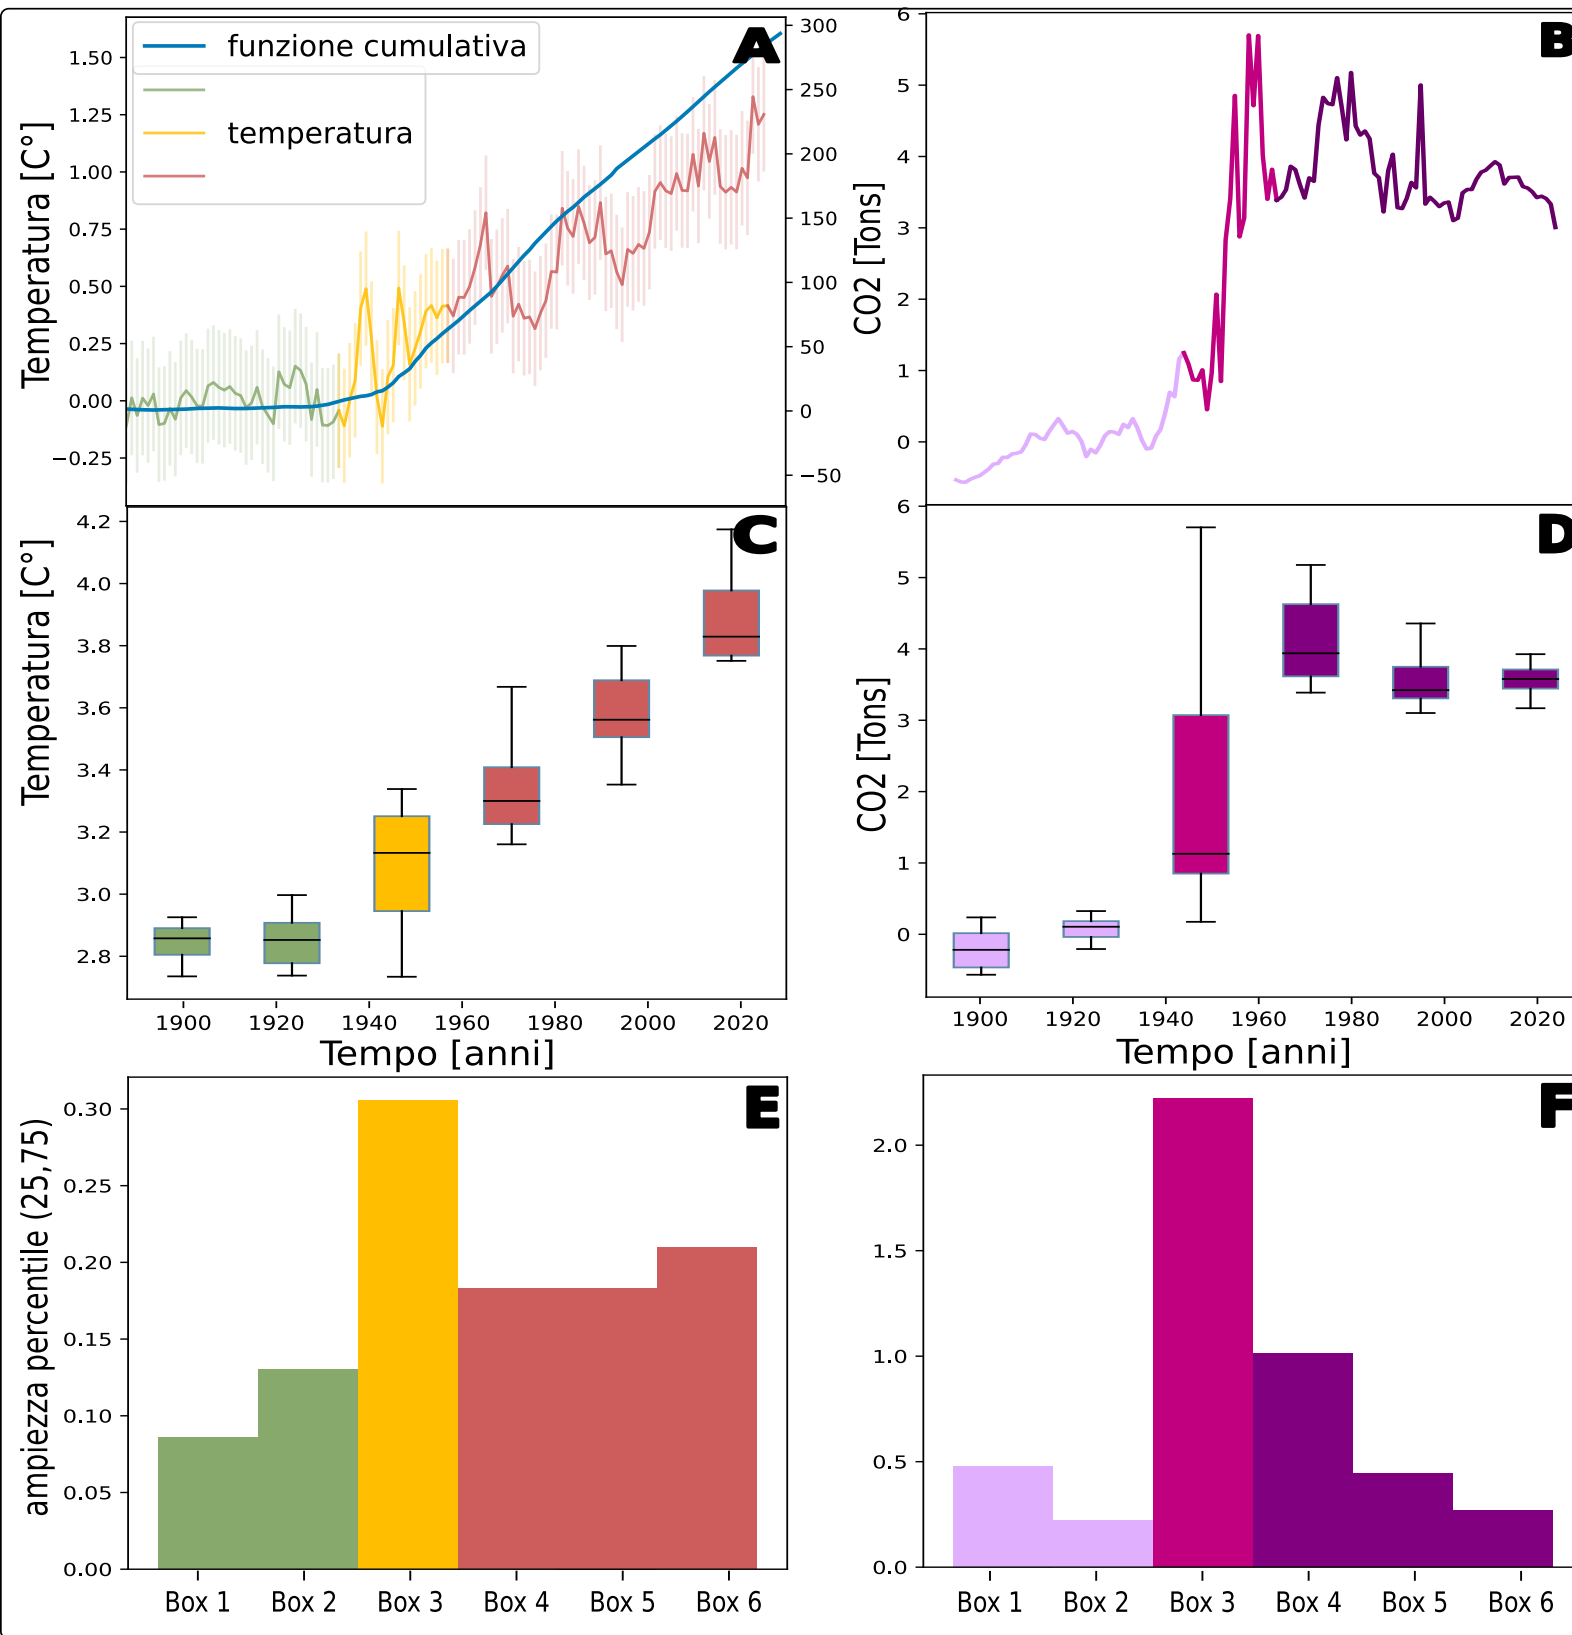 A
funzione cumulativa
temperatura
Temperatura [C°]
1.50
1.25
1.00
0.75
0.50
0.25
0.00
−0.25
300
250
200
150
100
50
0
−50
B
CO2 [Tons]
6
5
4
3
2
1
0
C
Temperatura [C°]
4.2
4.0
3.8
3.6
3.4
3.2
3.0
2.8
1900 1920 1940 1960 1980 2000 2020
Tempo [anni]
D
CO2 [Tons]
6
5
4
3
2
1
0
1900 1920 1940 1960 1980 2000 2020
Tempo [anni]
E
ampiezza percentile (25,75)
0.30
0.25
0.20
0.15
0.10
0.05
0.00
Box 1 Box 2 Box 3 Box 4 Box 5 Box 6
F
2.0
1.5
1.0
0.5
0.0
Box 1 Box 2 Box 3 Box 4 Box 5 Box 6